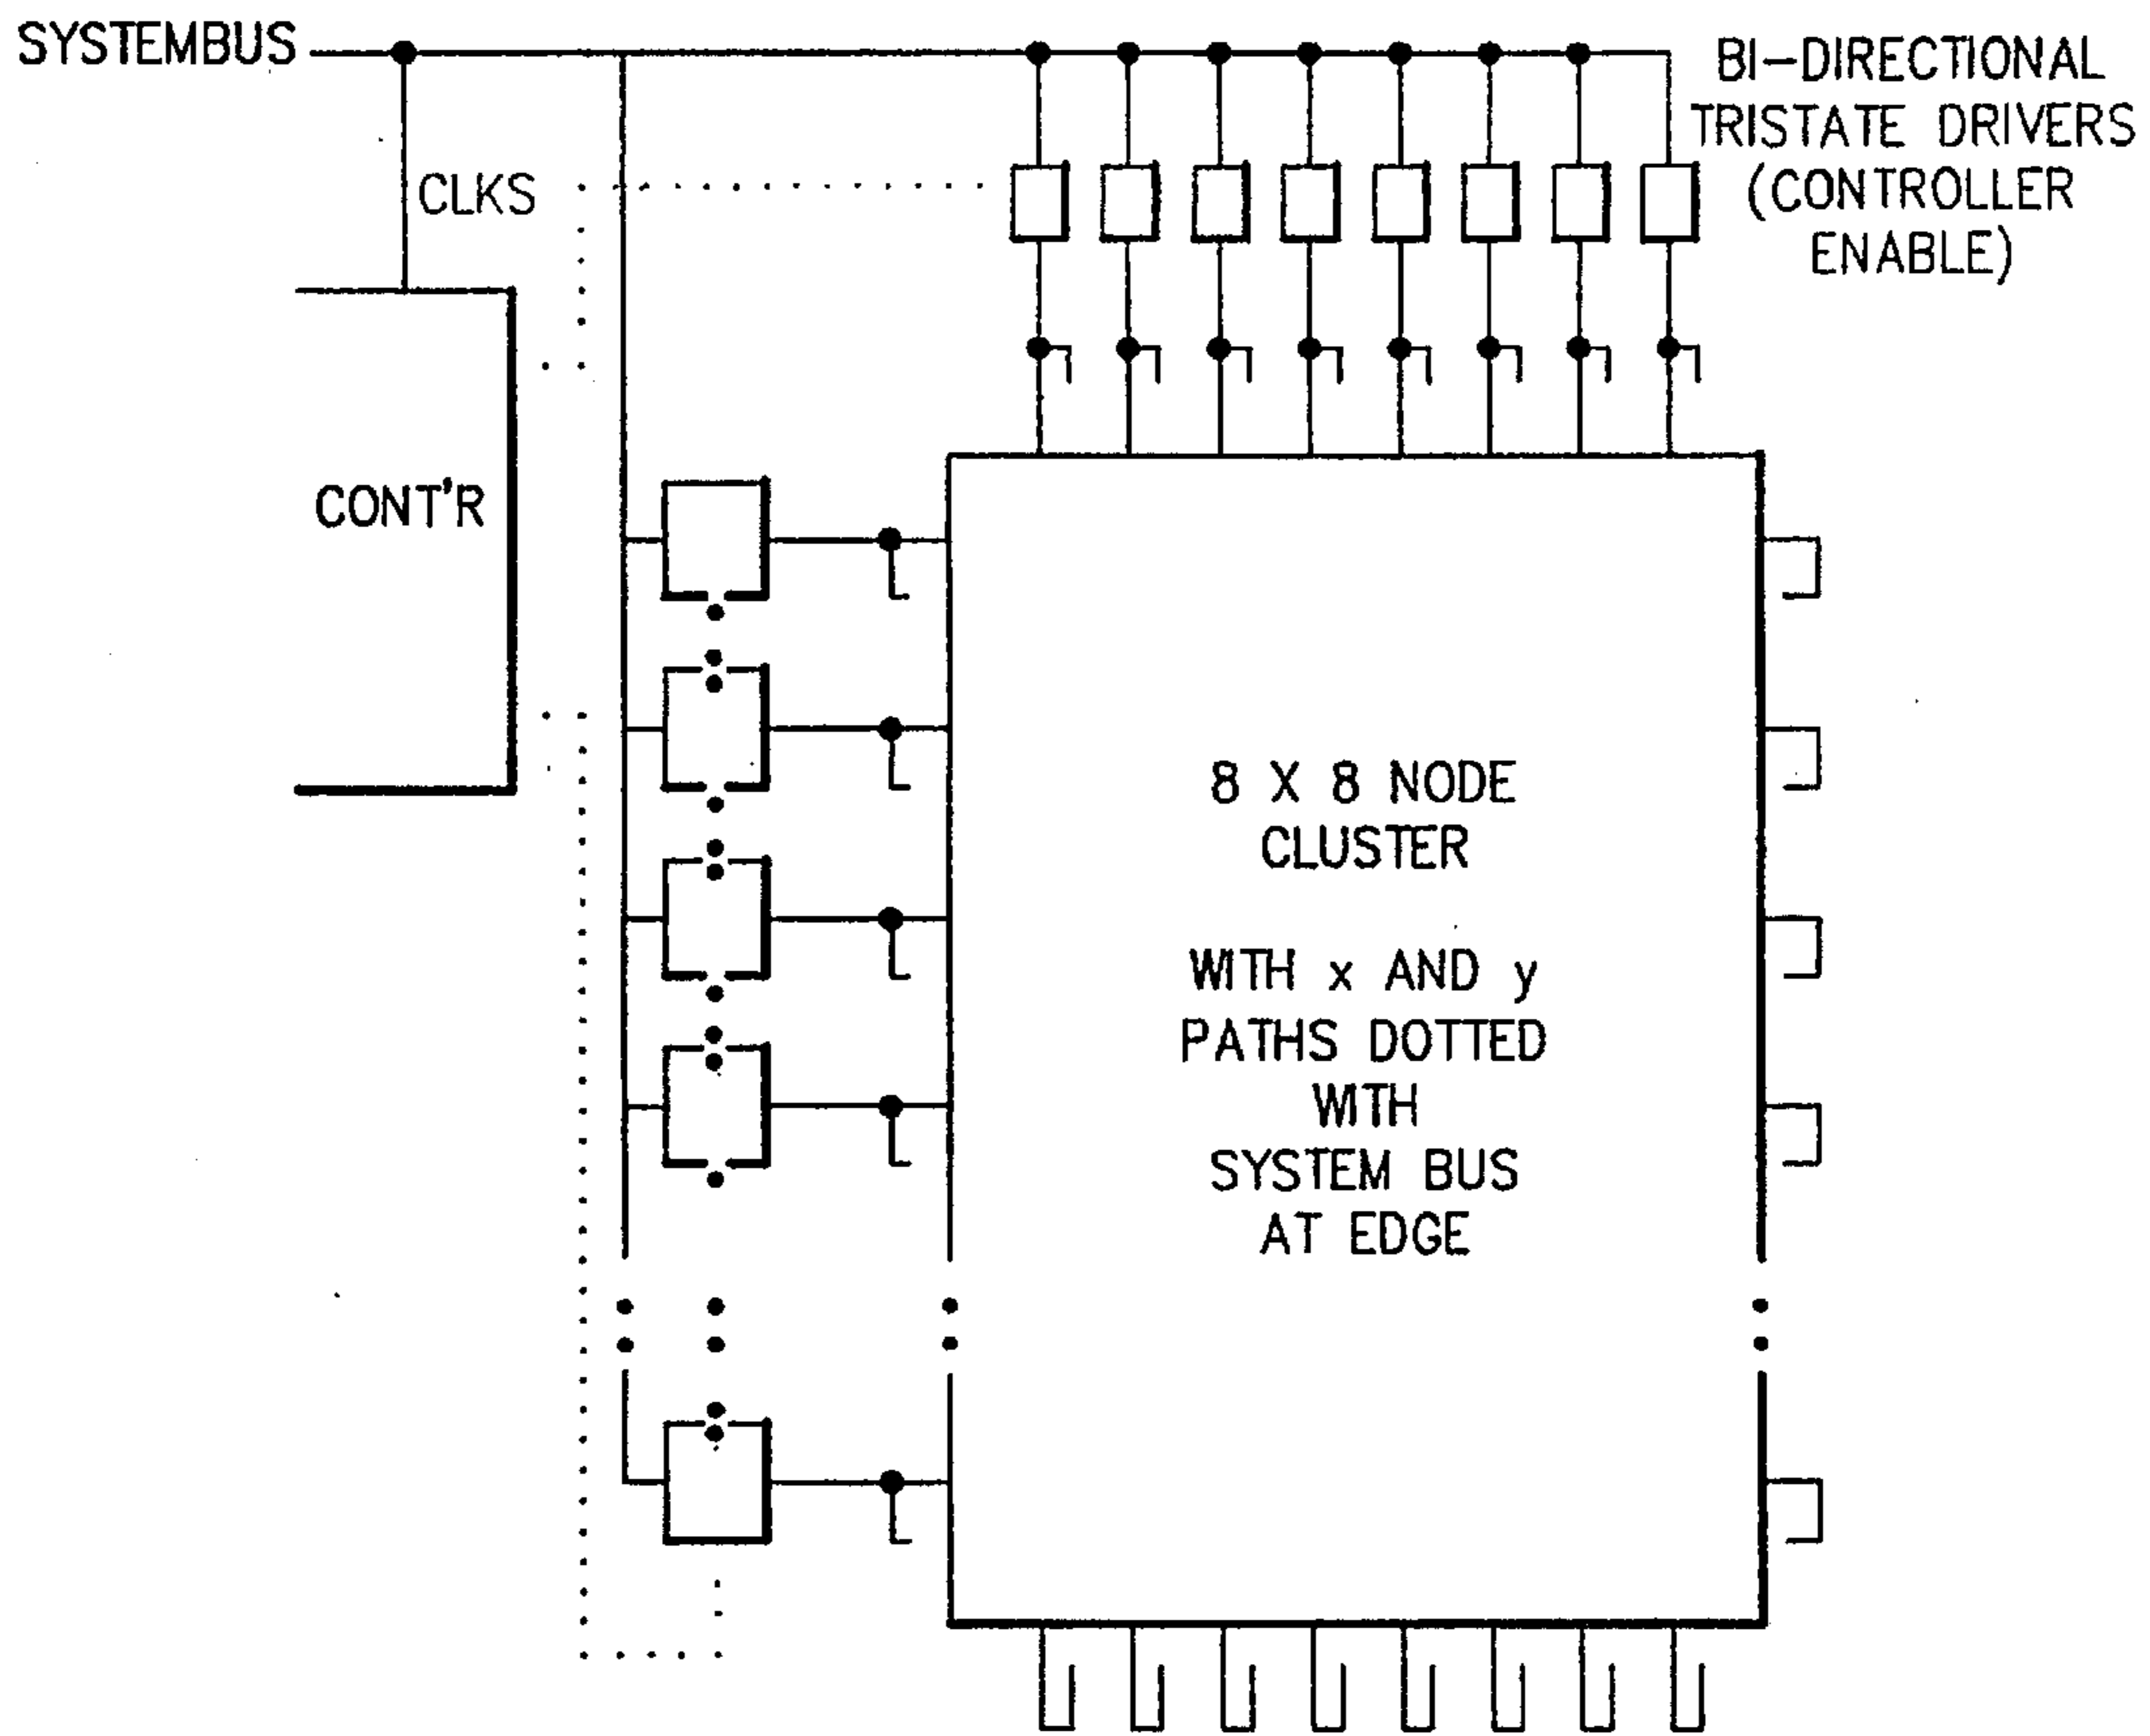 SYSTEMBUS
BI-DIRECTIONAL
TRISTATE DRIVERS
(CONTROLLER
ENABLE)
CLKS
CONT'R
8 X 8 NODE
CLUSTER
WITH x AND y
PATHS DOTTED
WITH
SYSTEM BUS
AT EDGE